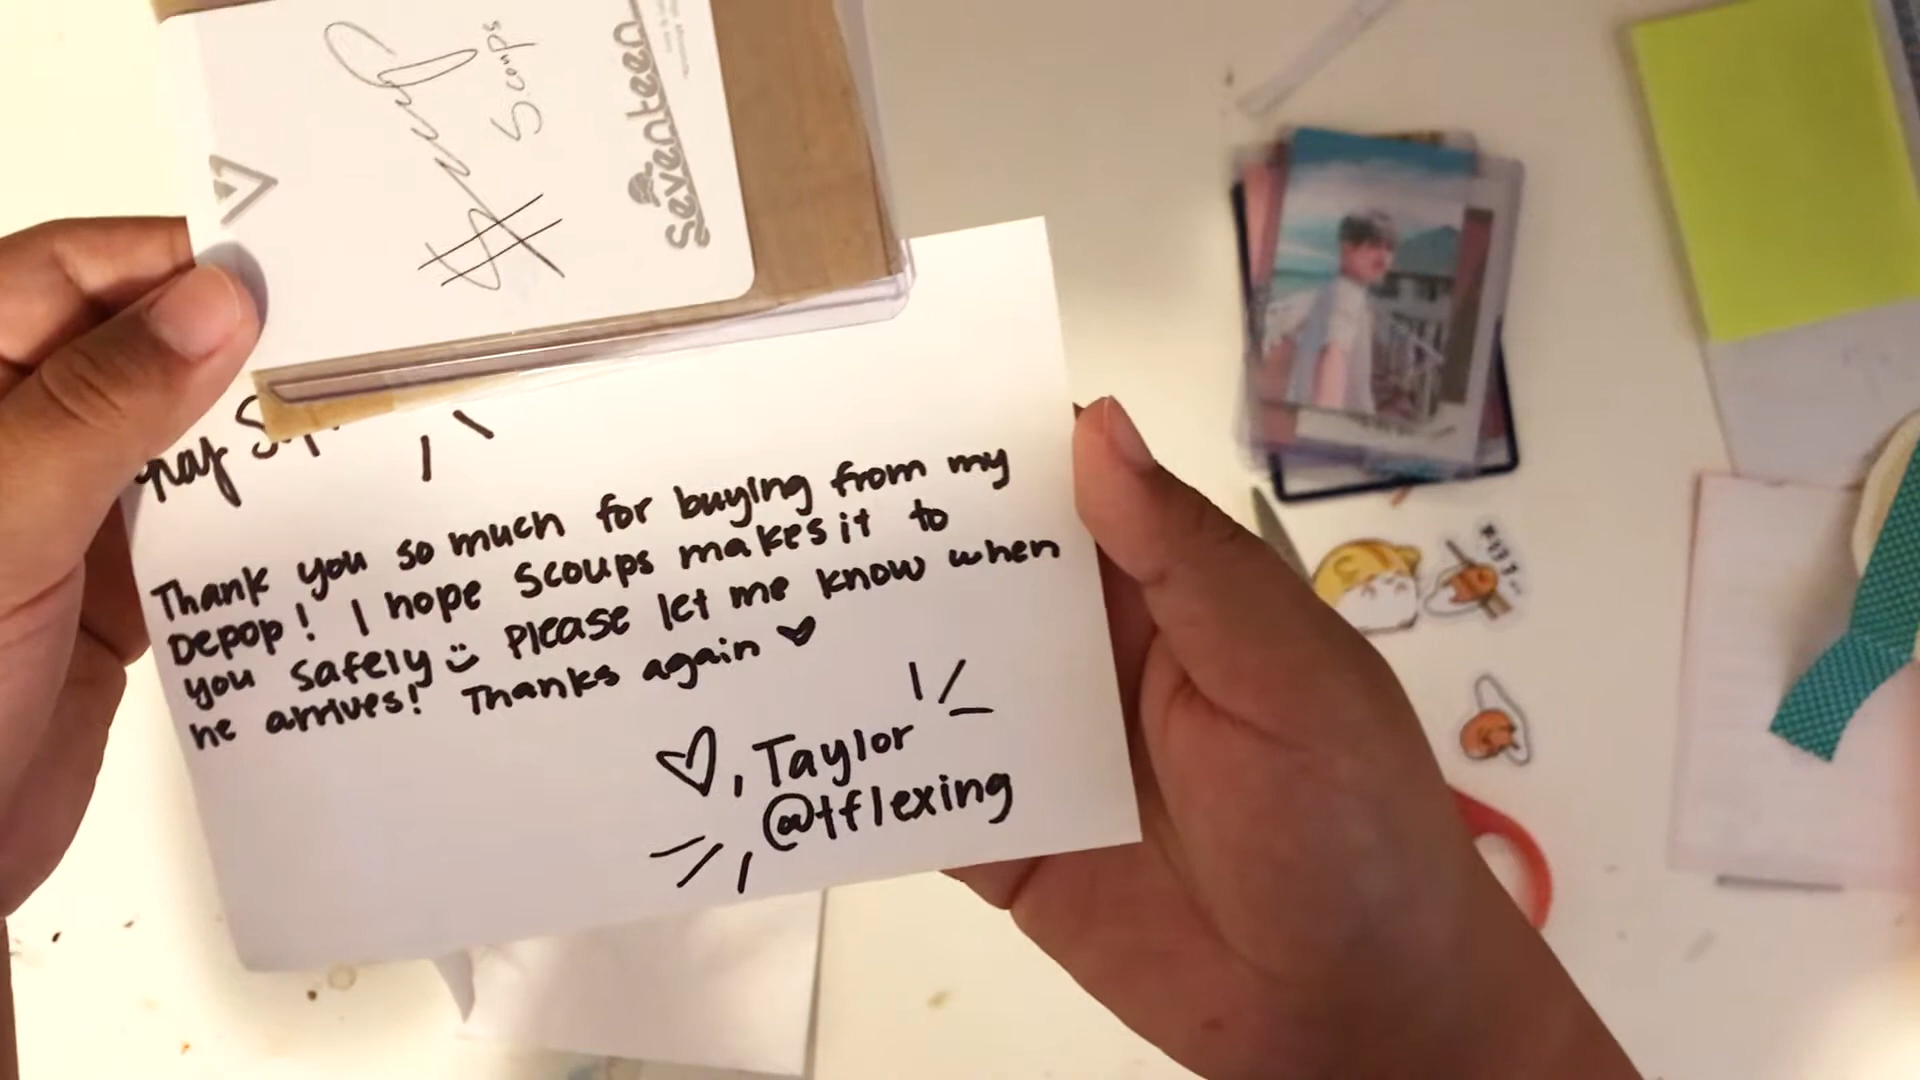 Scoups
Seventeen
Thank you so much for buying from my
Depop! I hope Scoups makes it to
you safely please let me know when
he arrives! Thanks again
, Taylor
@tflexing